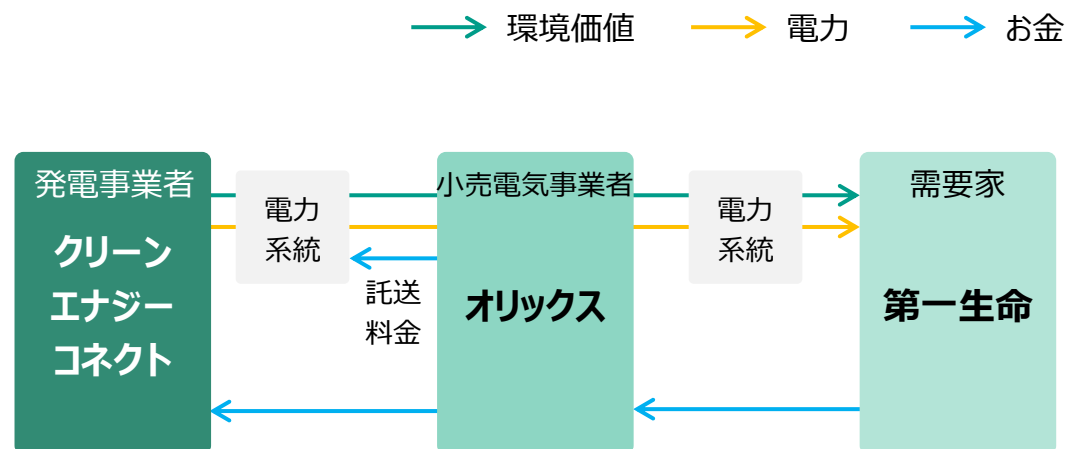 環境価値
電力
お金
発電事業者
クリーン
エナジー
コネクト
電力
系統
託送
料金
小売電気事業者
オリックス
電力
系統
需要家
第一生命